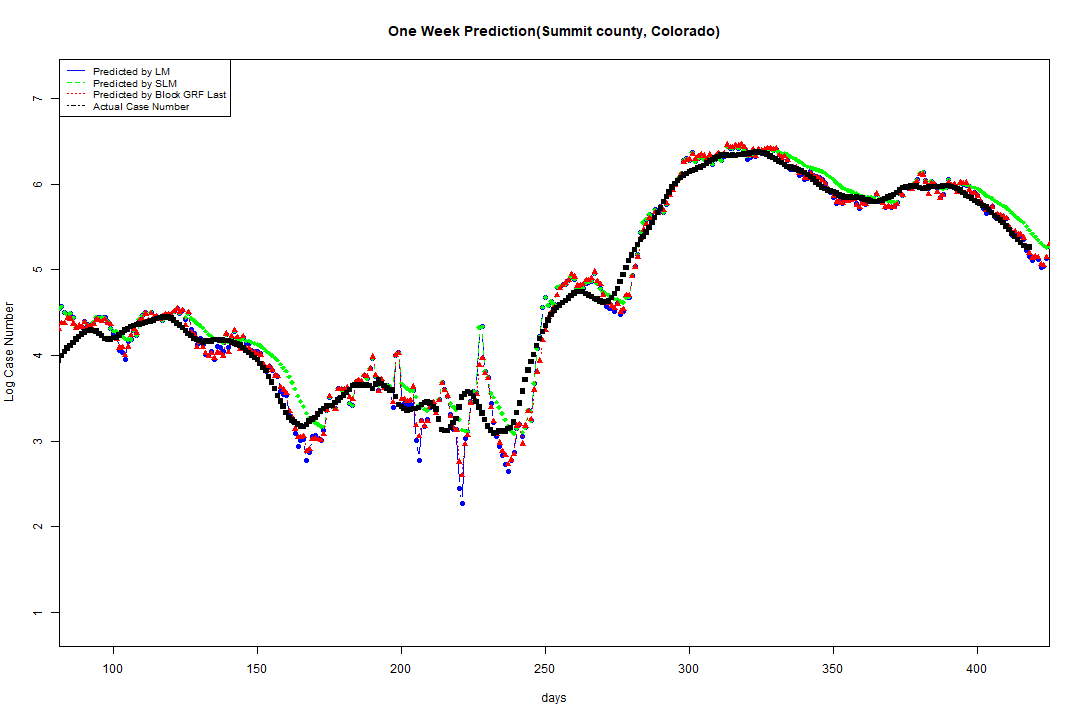 One Week Prediction(Summit county, Colorado)
Predicted by LM
Predicted by SLM
Predicted by Block GRF Last
Actual Case Number
7
6
5
4
3
2
1
Log Case Number
100 150 200 250 300 350 400
days